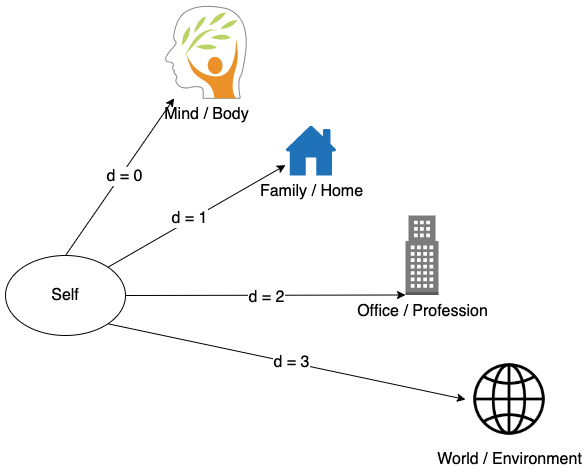 Mind / Body
d = 0
Family / Home
d = 1
Self
d = 2
Office / Profession
d = 3
World / Environment